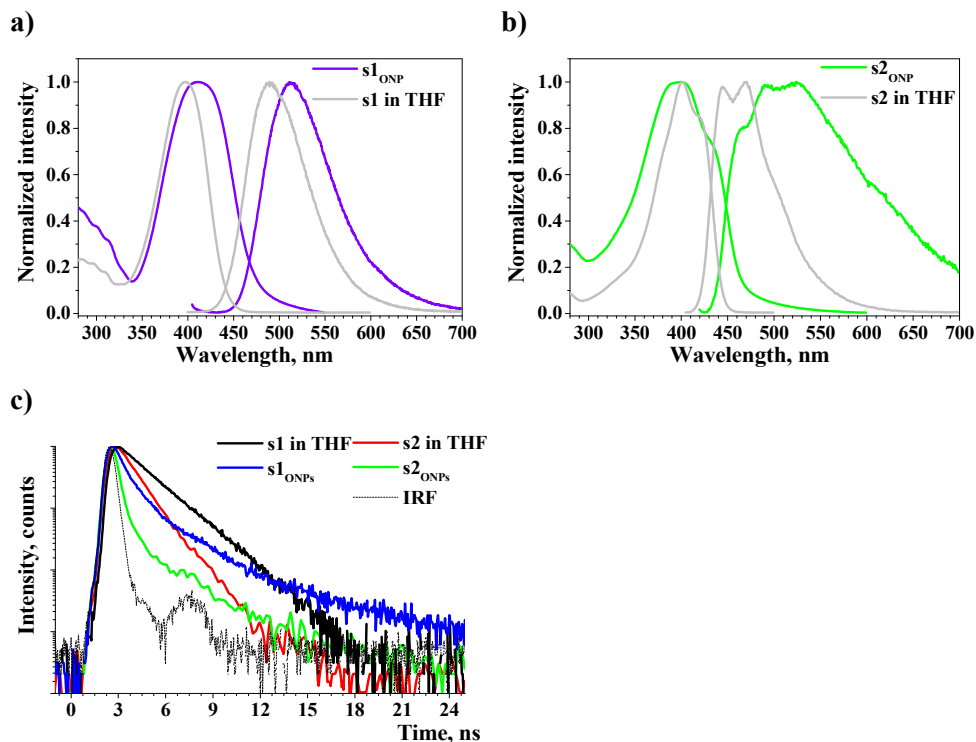 a)
b)
s1ONP
s1 in THF
s2ONP
s2 in THF
Normalized intensity
1.0
0.8
0.6
0.4
0.2
0.0
300 350 400 450 500 550 600 650 700
Wavelength, nm
Normalized intensity
1.0
0.8
0.6
0.4
0.2
0.0
300 350 400 450 500 550 600 650 700
Wavelength, nm
c)
s1 in THF
s2 in THF
s1ONPs
s2ONPs
IRF
Intensity, counts
0 3 6 9 12 15 18 21 24
Time, ns